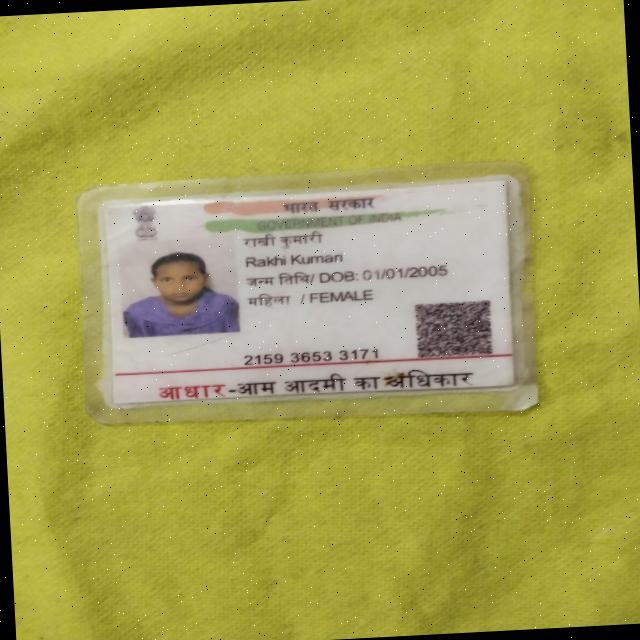 भारत सरकार
GOVERNMENT OF INDIA
राखी कुमारी
Rakhi Kumari
जन्म तिथि/ DOB: 01/01/2005
महिला / FEMALE
2159 3653 3171
आधार-आम आदमी का अधिकार